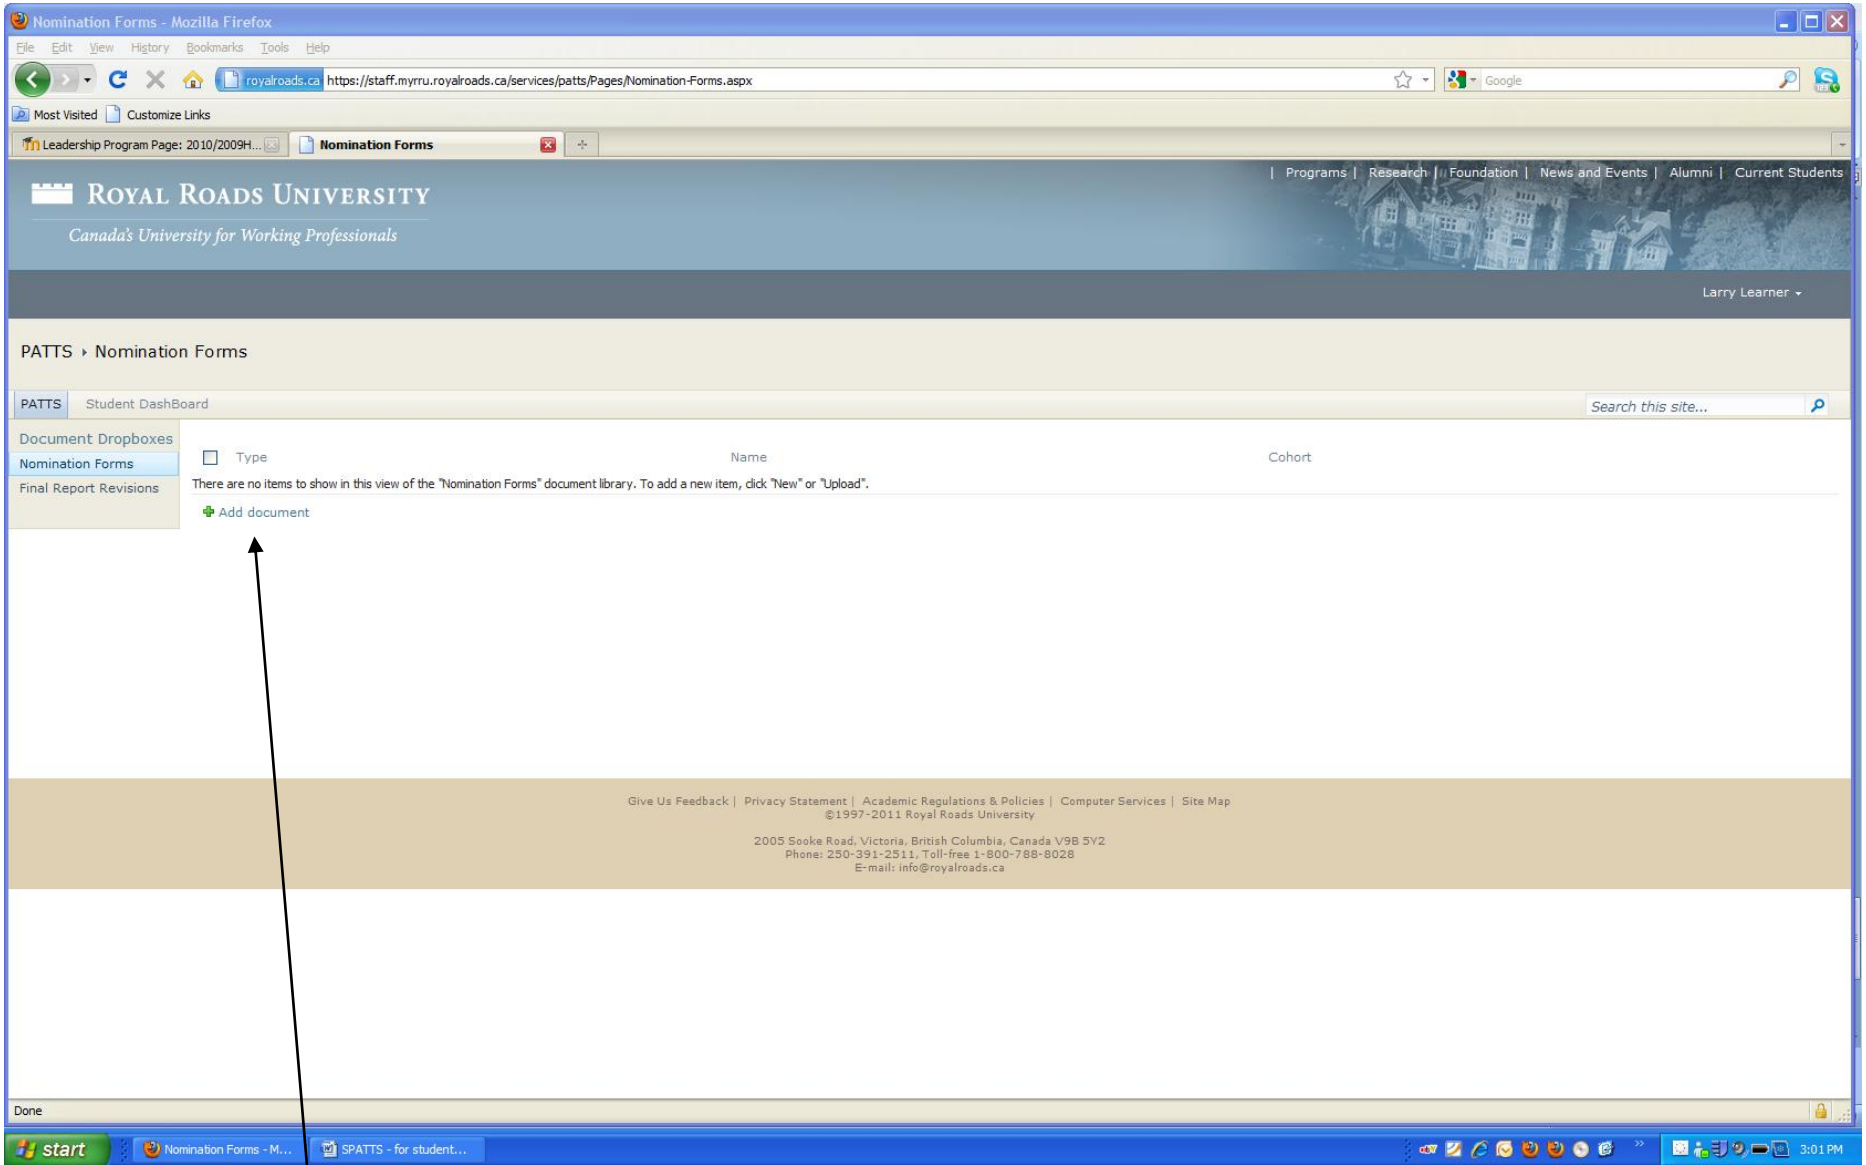 Nomination Forms - Mozilla Firefox
File Edit View History Bookmarks Tools Help
royalroads.ca https://staff.myrru.royalroads.ca/services/patts/Pages/Nomination-Forms.aspx
Google
Most Visited Customize Links
Leadership Program Page: 2010/2009H...
Nomination Forms
| Programs | Research | Foundation | News and Events | Alumni | Current Students
ROYAL ROADS UNIVERSITY
Canada's University for Working Professionals
Larry Learner
PATTS Nomination Forms
PATTS Student DashBoard
Search this site...
Document Dropboxes
Nomination Forms
Final Report Revisions
Type Name Cohort
There are no items to show in this view of the "Nomination Forms" document library. To add a new item, click "New" or "Upload".
Add document
Give Us Feedback | Privacy Statement | Academic Regulations & Policies | Computer Services | Site Map
©1997-2011 Royal Roads University
2005 Sooke Road, Victoria, British Columbia, Canada V9B 5Y2
Phone: 250-391-2511, Toll-free 1-800-788-8028
E-mail: info@royalroads.ca
Done
start
Nomination Forms - M...
SPATTS - for student...
3:01 PM